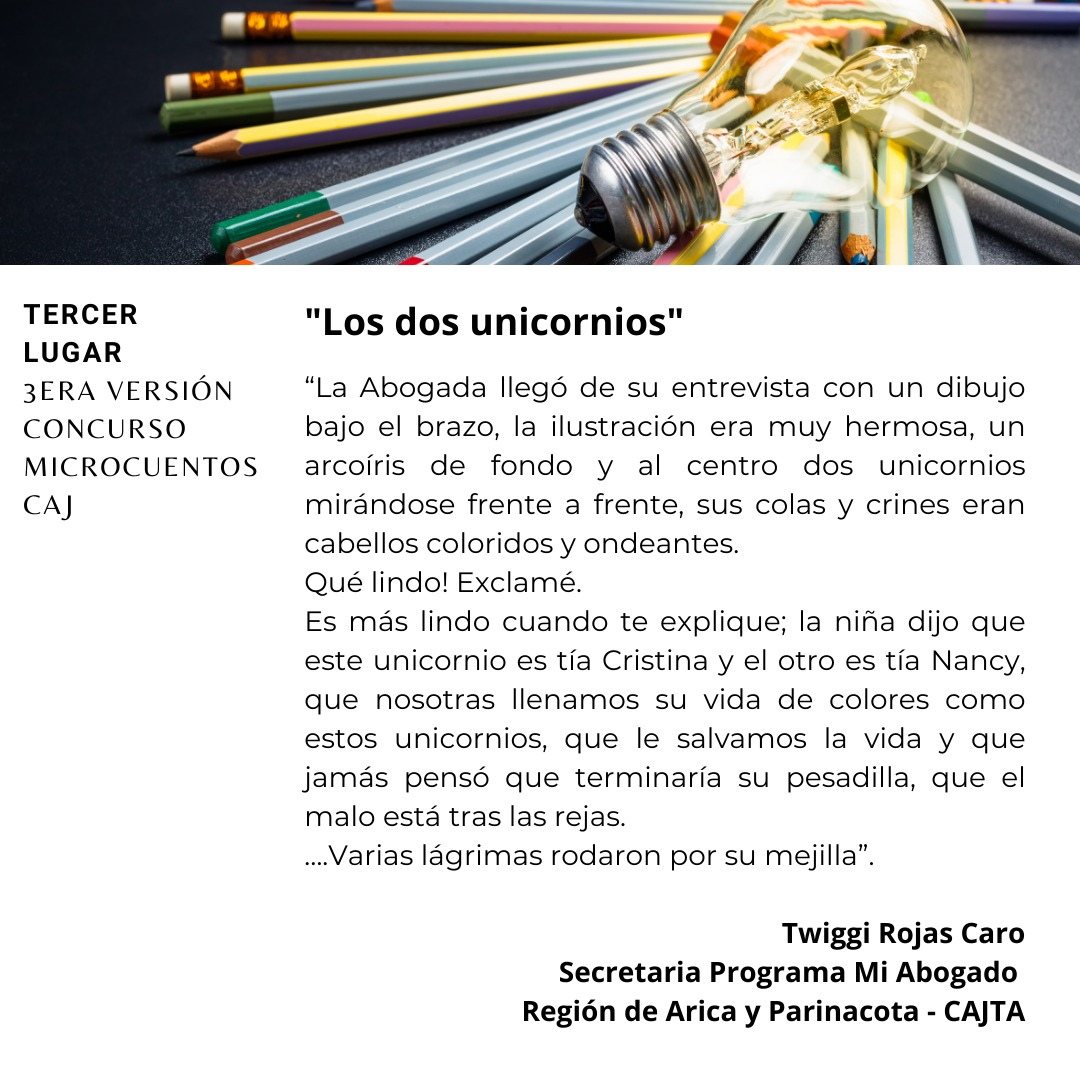 TERCER
LUGAR
3ERA VERSIÓN
CONCURSO
MICROCUENTOS
CAJ
"Los dos unicornios"
“La Abogada llegó de su entrevista con un dibujo
bajo el brazo, la ilustración era muy hermosa, un
arcoíris de fondo y al centro dos unicornios
mirándose frente a frente, sus colas y crines eran
cabellos coloridos y ondeantes.
Qué lindo! Exclamé.
Es más lindo cuando te explique; la niña dijo que
este unicornio es tía Cristina y el otro es tía Nancy,
que nosotras llenamos su vida de colores como
estos unicornios, que le salvamos la vida y que
jamás pensó que terminaría su pesadilla, que el
malo está tras las rejas.
....Varias lágrimas rodaron por su mejilla”.
Twiggi Rojas Caro
Secretaria Programa Mi Abogado
Región de Arica y Parinacota - CAJTA